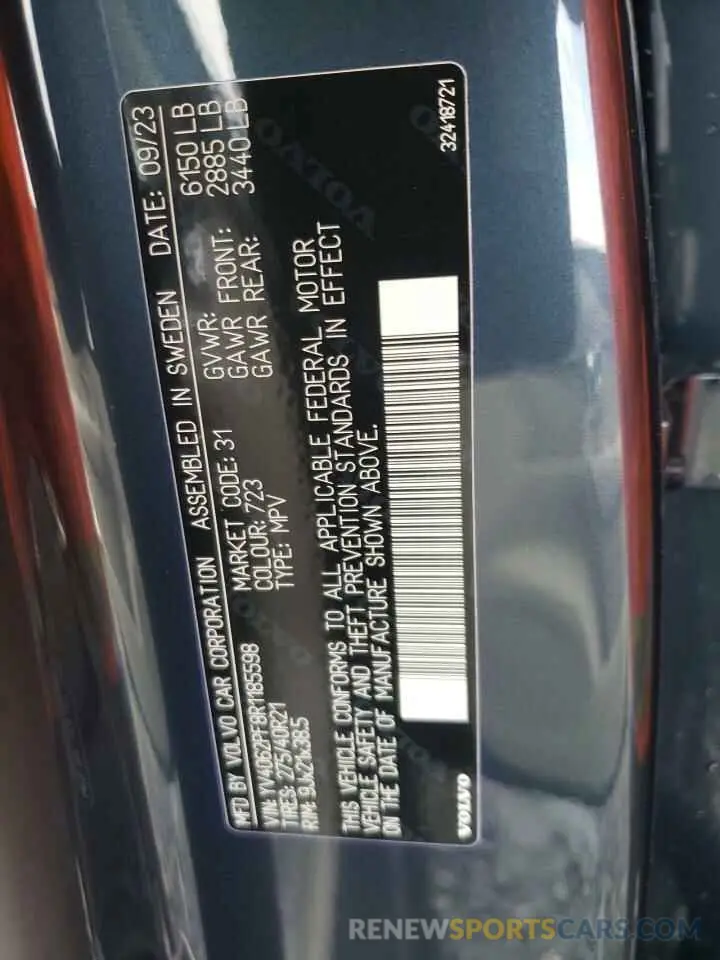 MFD BY VOLVO CAR CORPORATION ASSEMBLED IN SWEDEN DATE: 09/23
VIN: YV4062PF8R1185598 MARKET CODE: 31 GVWR: 6150 LB
TIRES: 275/40R21 COLOUR: 723 GAWR FRONT: 2885 LB
RIM: 9Jx21x38.5 TYPE: MPV GAWR REAR: 3440 LB
THIS VEHICLE CONFORMS TO ALL APPLICABLE FEDERAL MOTOR
VEHICLE SAFETY AND THEFT PREVENTION STANDARDS IN EFFECT
ON THE DATE OF MANUFACTURE SHOWN ABOVE.
VOLVO 32418721
VOLVO
VOLVO
RENEWSPORTSCARS.COM